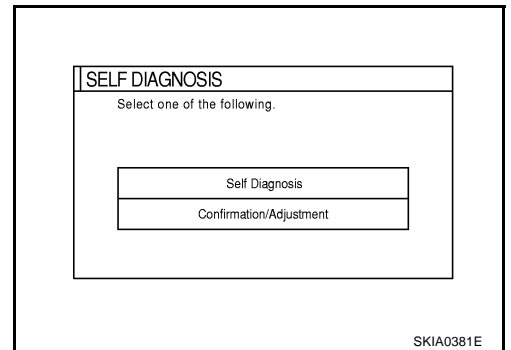 SELF DIAGNOSIS
Select one of the following.
Self Diagnosis
Confirmation/Adjustment
SKIA0381E